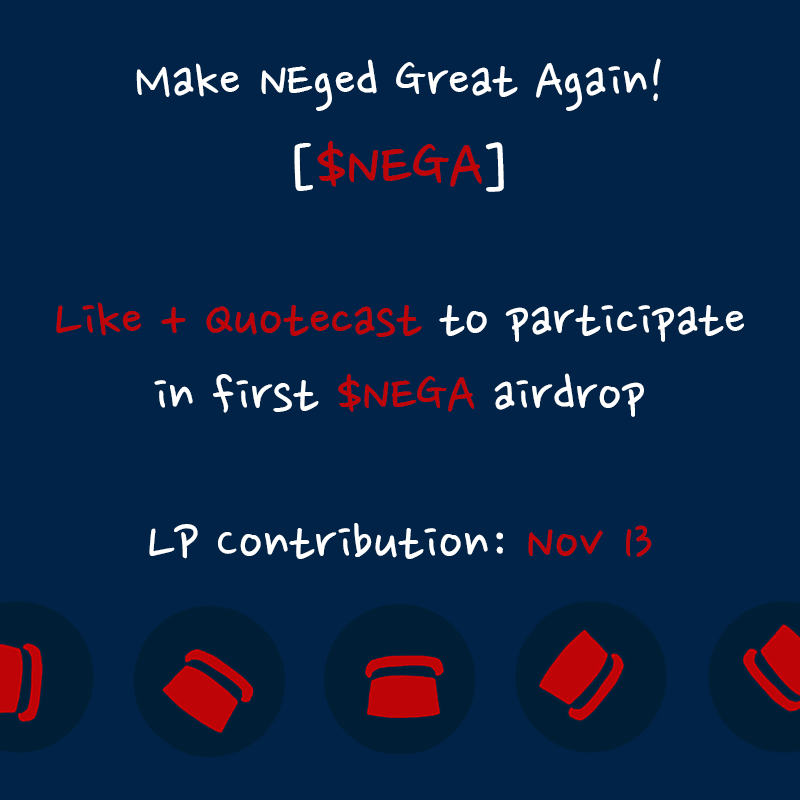 Make NEged Great Again!
[$NEGA]
Like + Quotecast to participate
in first $NEGA airdrop
LP contribution: Nov 13